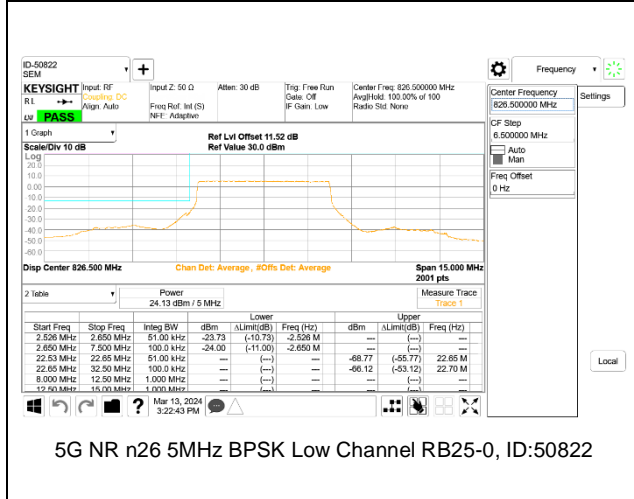 ID-50822
SEM
+
Frequency
KEYSIGHT Input: RF Input Z: 50 Ω Atten: 30 dB Trig: Free Run Center Freq: 826.500000 MHz
Coupling: DC Gate: Off Avg|Hold: 100.00% of 100
R L Align: Auto Freq Ref: Int (S) IF Gain: Low Radio Std: None
NFE: Adaptive
PASS
Center Frequency
826.500000 MHz
Settings
CF Step
6.500000 MHz
Auto
Man
Freq Offset
0 Hz
Local
1 Graph
Ref Lvl Offset 11.52 dB
Scale/Div 10 dB Ref Value 30.0 dBm
Log
20.0
10.0
0.00
-10.0
-20.0
-30.0
-40.0
-50.0
-60.0
Disp Center 826.500 MHz Chan Det: Average, #Offs Det: Average Span 15.000 MHz
2001 pts
2 Table Power Measure Trace
24.13 dBm / 5 MHz Trace 1
Lower Upper
Start Freq Stop Freq Integ BW dBm ΔLimit(dB) Freq (Hz) dBm ΔLimit(dB) Freq (Hz)
2.526 MHz 2.650 MHz 51.00 kHz -23.73 (-10.73) -2.526 M --- (---) ---
2.650 MHz 7.500 MHz 100.0 kHz -24.00 (-11.00) -2.650 M --- (---) ---
22.53 MHz 22.65 MHz 51.00 kHz --- (---) --- -68.77 (-55.77) 22.65 M
22.65 MHz 32.50 MHz 100.0 kHz --- (---) --- -66.12 (-53.12) 22.70 M
8.000 MHz 12.50 MHz 1.000 MHz --- (---) --- --- (---) ---
12.50 MHz 15.00 MHz 1.000 MHz --- (---) --- --- (---) ---
? Mar 13, 2024
3:22:43 PM
5G NR n26 5MHz BPSK Low Channel RB25-0, ID:50822